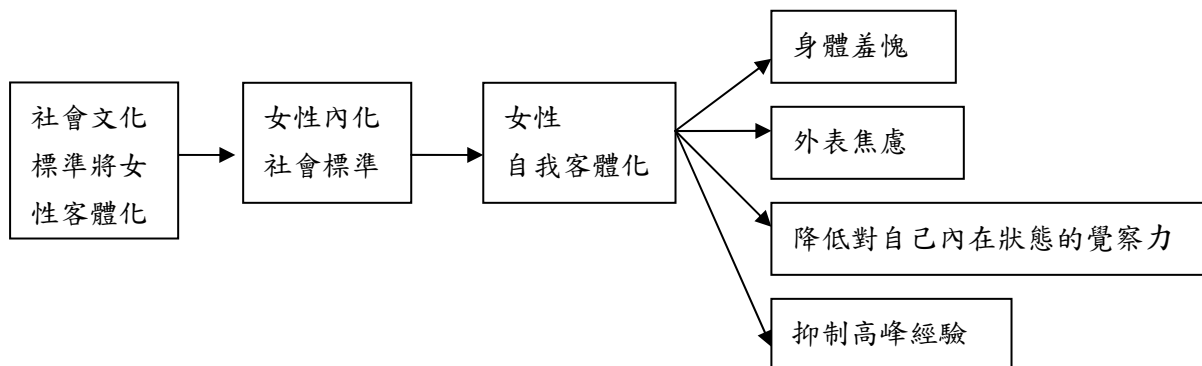 社會文化
標準將女
性客體化
女性內化
社會標準
女性
自我客體化
身體羞愧
外表焦慮
降低對自己內在狀態的覺察力
抑制高峰經驗